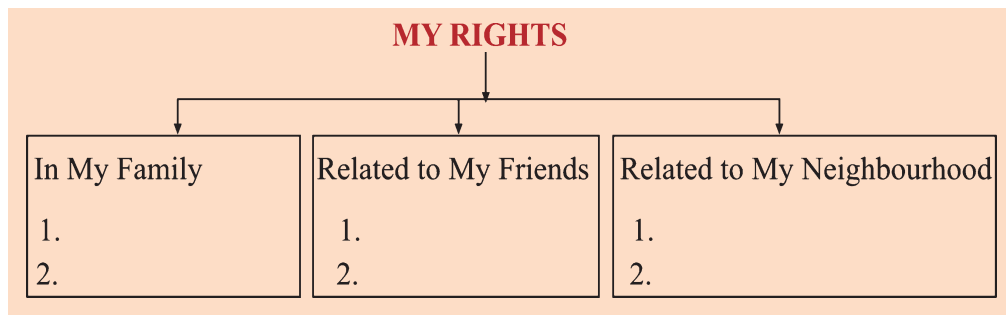 MY RIGHTS
In My Family
1.
2.
Related to My Friends
1.
2.
Related to My Neighbourhood
1.
2.